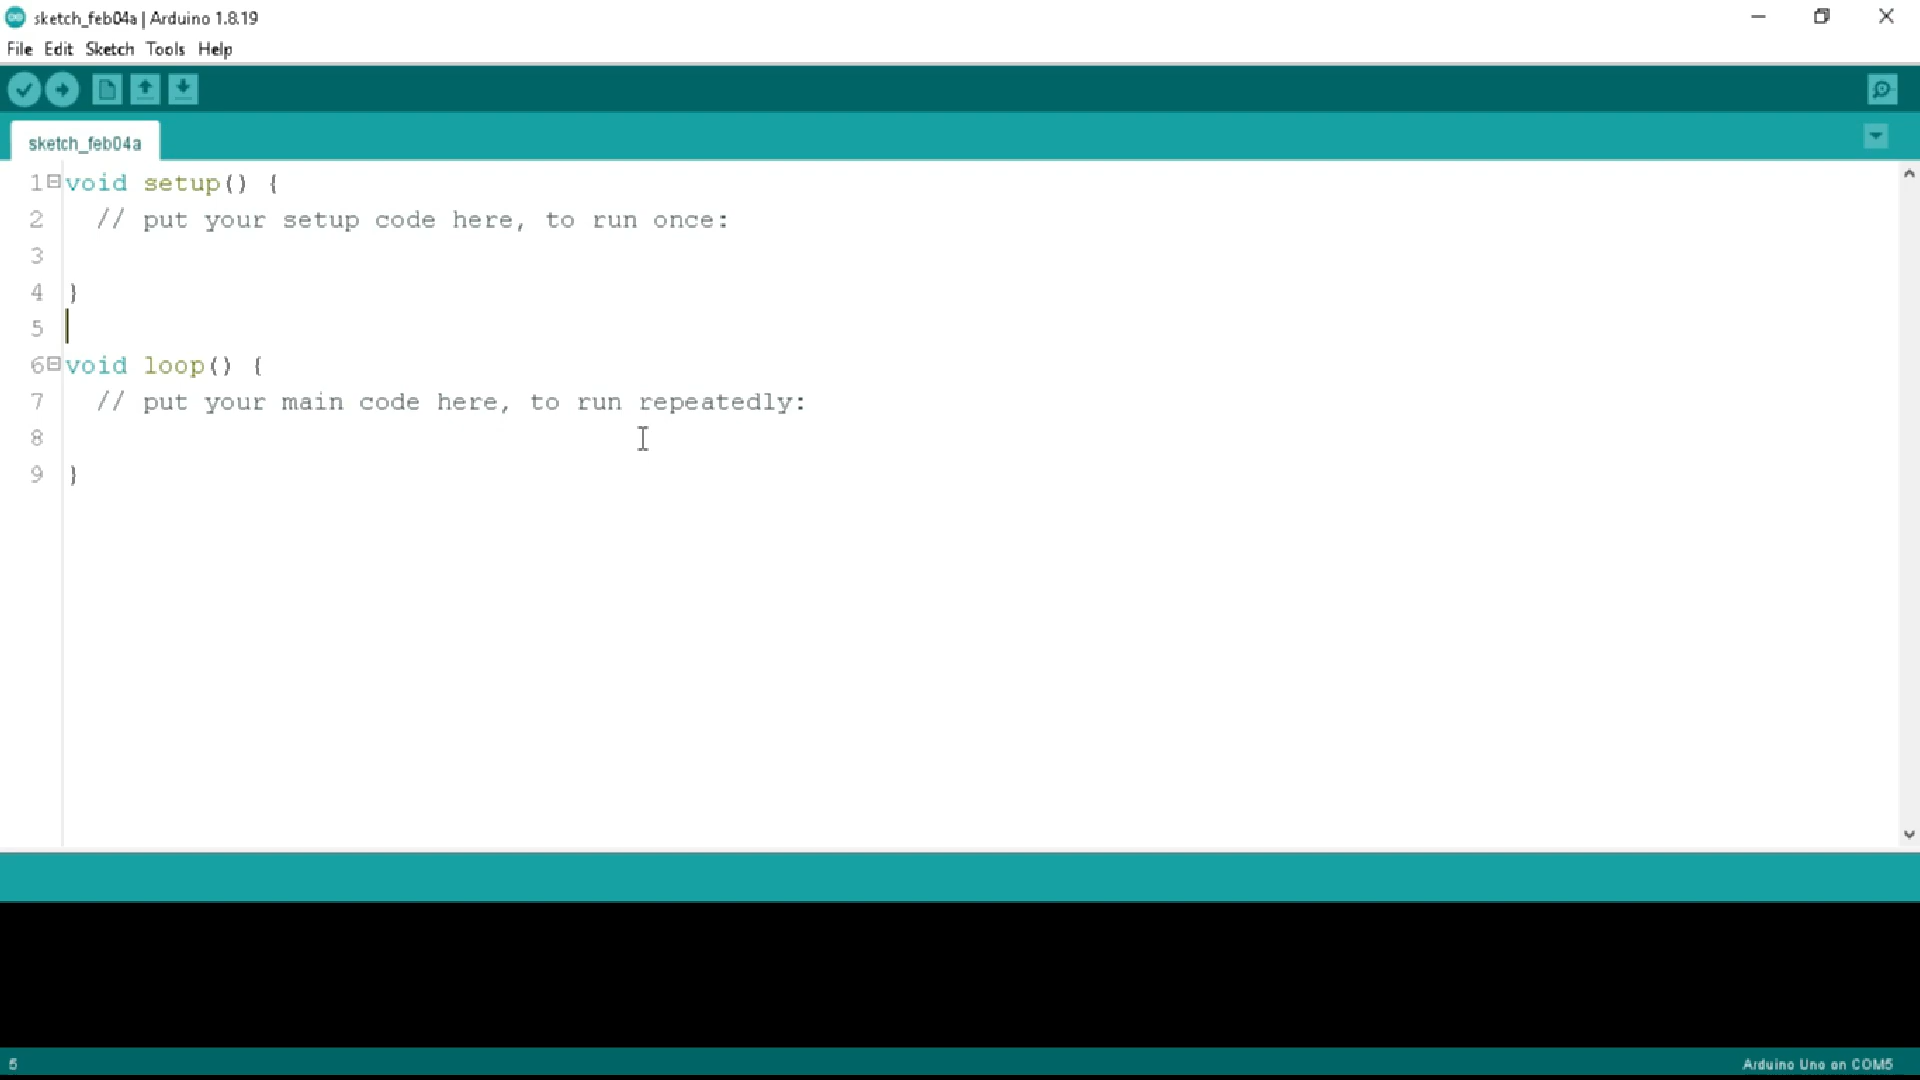 sketch_feb04a | Arduino 1.8.19
File Edit Sketch Tools Help
sketch_feb04a
1 void setup() {
2 // put your setup code here, to run once:
3
4 }
5
6 void loop() {
7 // put your main code here, to run repeatedly:
8
9 }
5
Arduino Uno on COM5